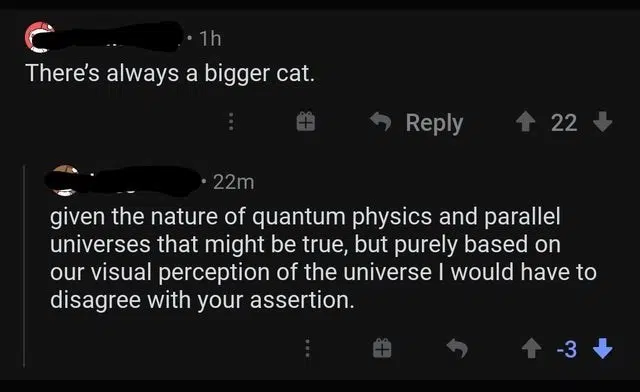 • 1h
There's always a bigger cat.
Reply 22
• 22m
given the nature of quantum physics and parallel
universes that might be true, but purely based on
our visual perception of the universe I would have to
disagree with your assertion.
-3